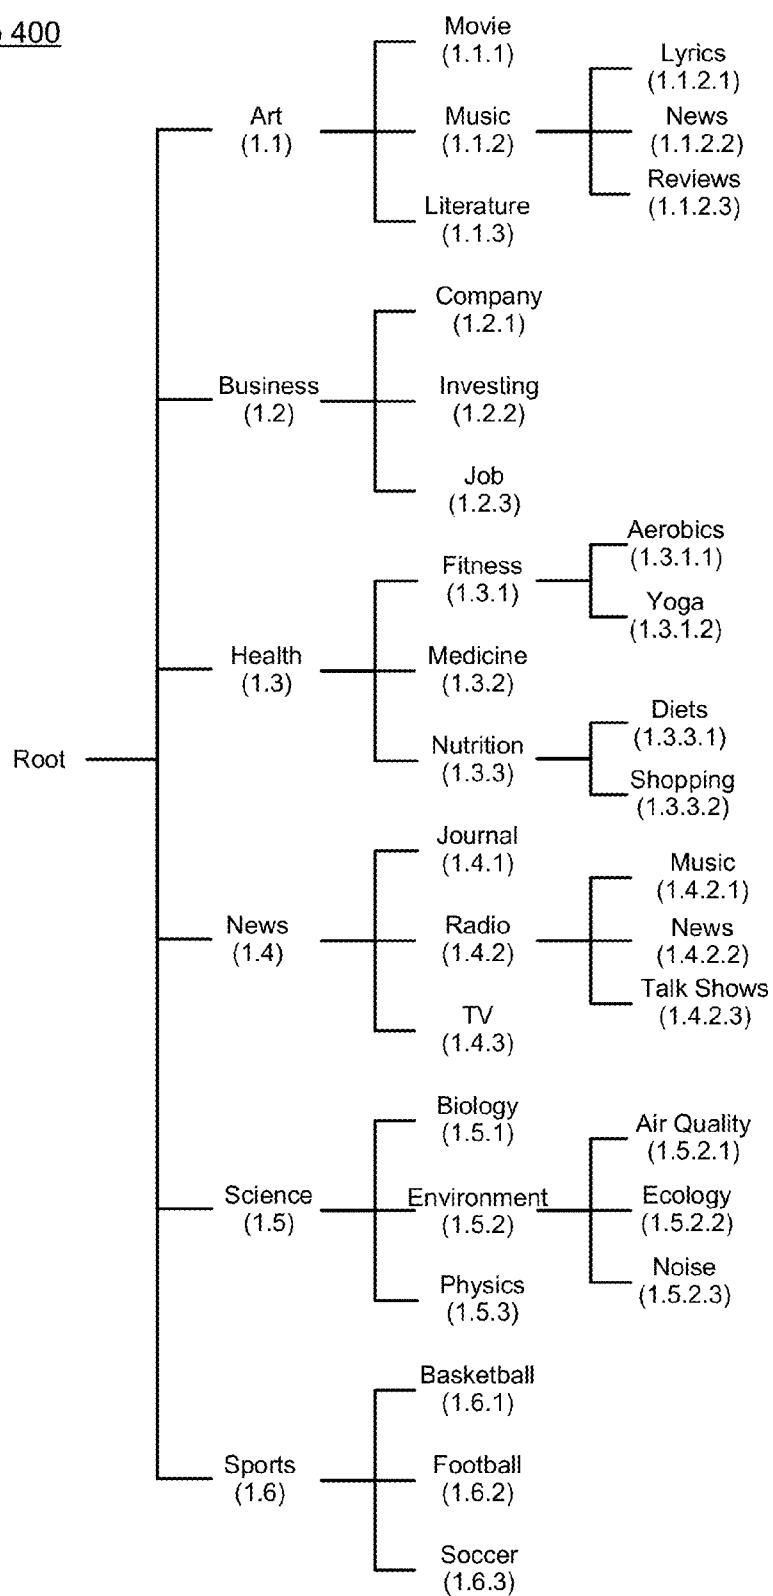 400
Art
(1.1)
Movie
(1.1.1)
Music
(1.1.2)
Lyrics
(1.1.2.1)
News
(1.1.2.2)
Reviews
(1.1.2.3)
Literature
(1.1.3)
Business
(1.2)
Company
(1.2.1)
Investing
(1.2.2)
Job
(1.2.3)
Health
(1.3)
Fitness
(1.3.1)
Aerobics
(1.3.1.1)
Yoga
(1.3.1.2)
Medicine
(1.3.2)
Nutrition
(1.3.3)
Diets
(1.3.3.1)
Shopping
(1.3.3.2)
Root
News
(1.4)
Journal
(1.4.1)
Radio
(1.4.2)
Music
(1.4.2.1)
News
(1.4.2.2)
Talk Shows
(1.4.2.3)
TV
(1.4.3)
Science
(1.5)
Biology
(1.5.1)
Environment
(1.5.2)
Air Quality
(1.5.2.1)
Ecology
(1.5.2.2)
Noise
(1.5.2.3)
Physics
(1.5.3)
Sports
(1.6)
Basketball
(1.6.1)
Football
(1.6.2)
Soccer
(1.6.3)